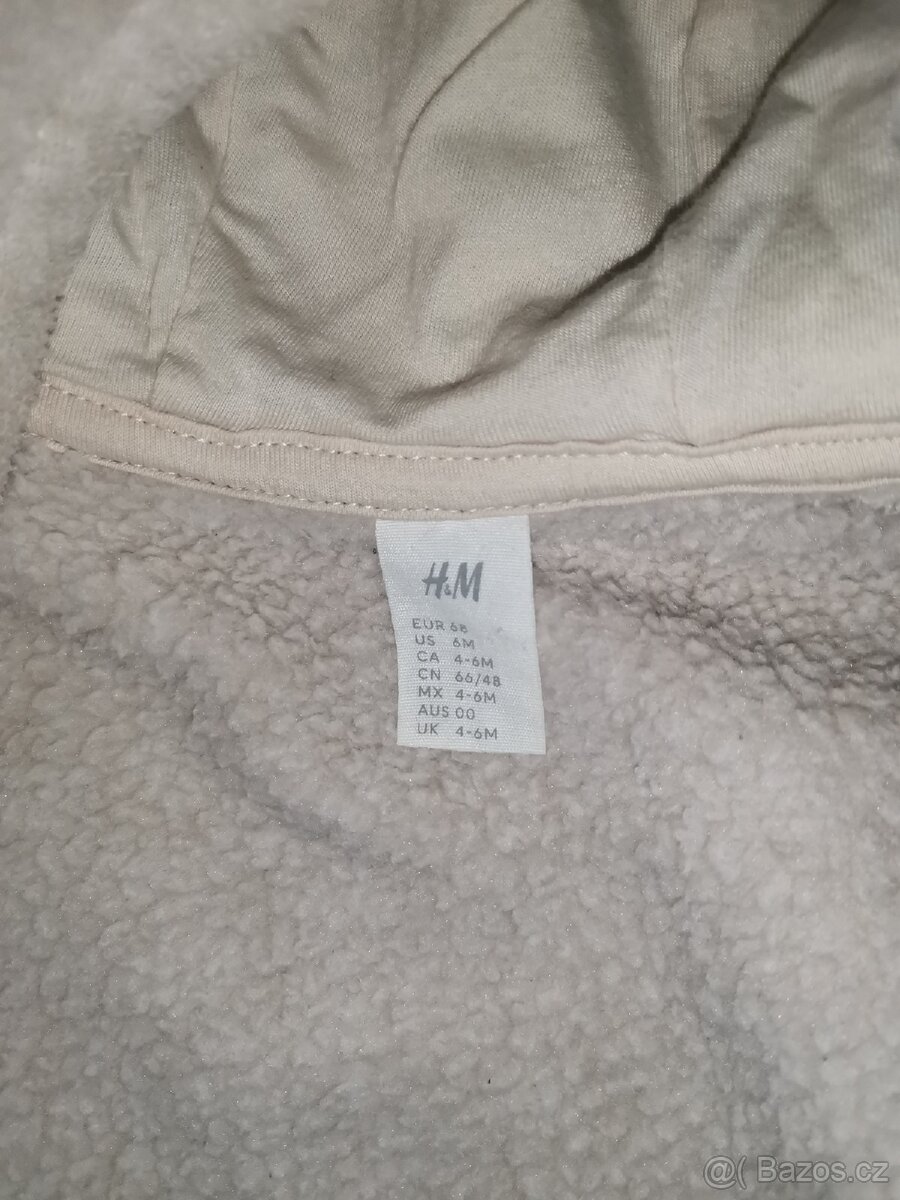 H&M
EUR 68
US 6M
CA 4-6M
CN 66/48
MX 4-6M
AUS 00
UK 4-6M
@( Bazos.cz